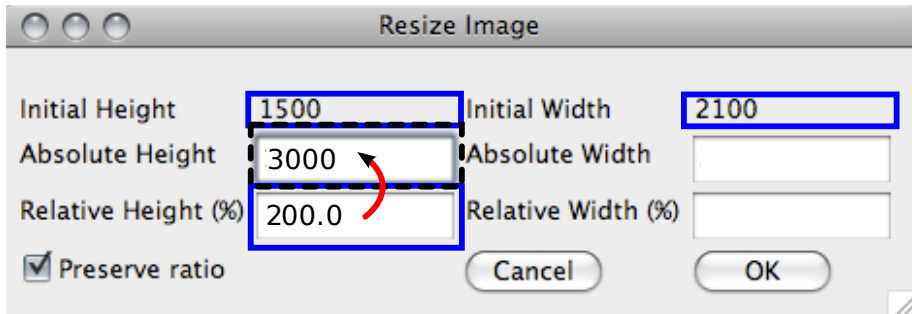 Resize Image
Initial Height 1500 Initial Width 2100
Absolute Height 3000 Absolute Width
Relative Height (%) 200.0 Relative Width (%)
Preserve ratio Cancel OK